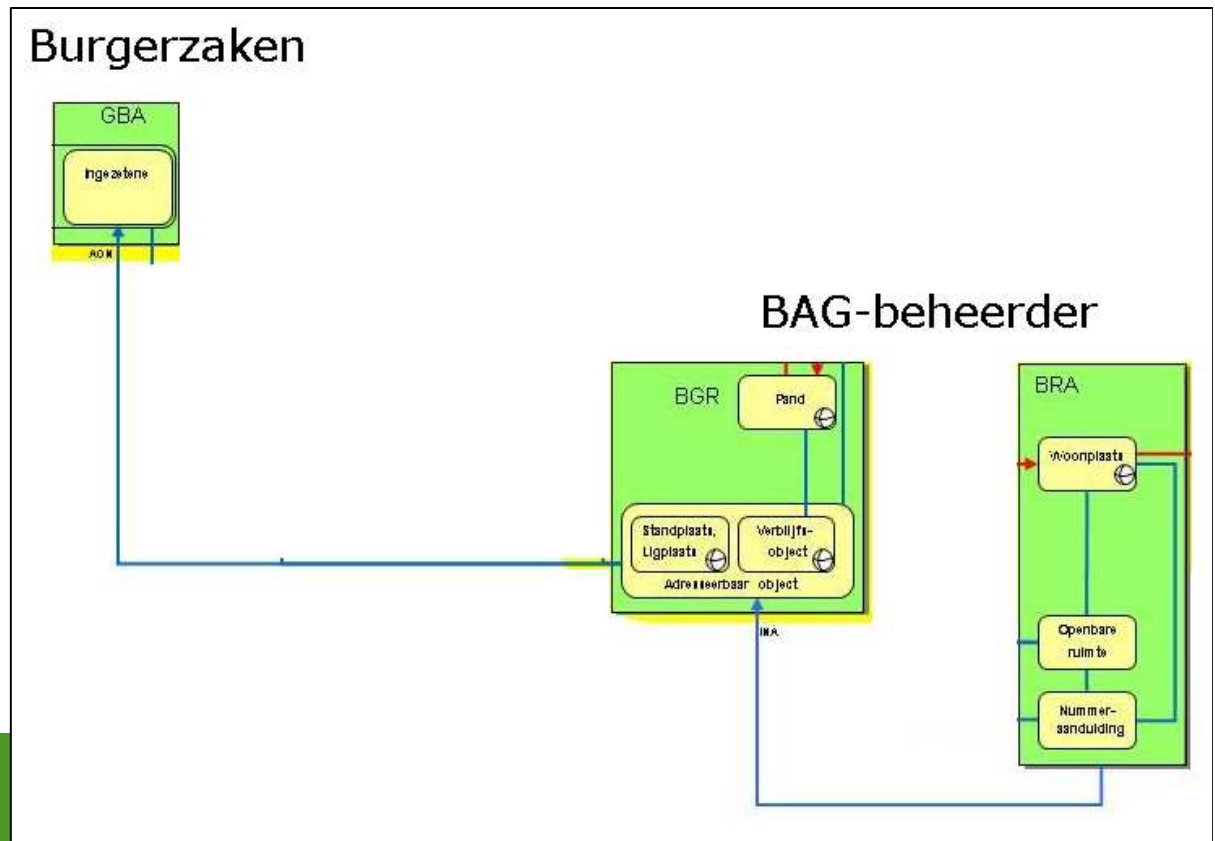 Burgerzaken
GBA
Ingezetene
AON
BAG-beheerder
BGR
Pand
Standplaats,
Ligplaats
Verblijfs-
object
Adresseerbaar object
INA
BRA
Woonplaats
Openbare
ruimte
Nummer-
aanduiding